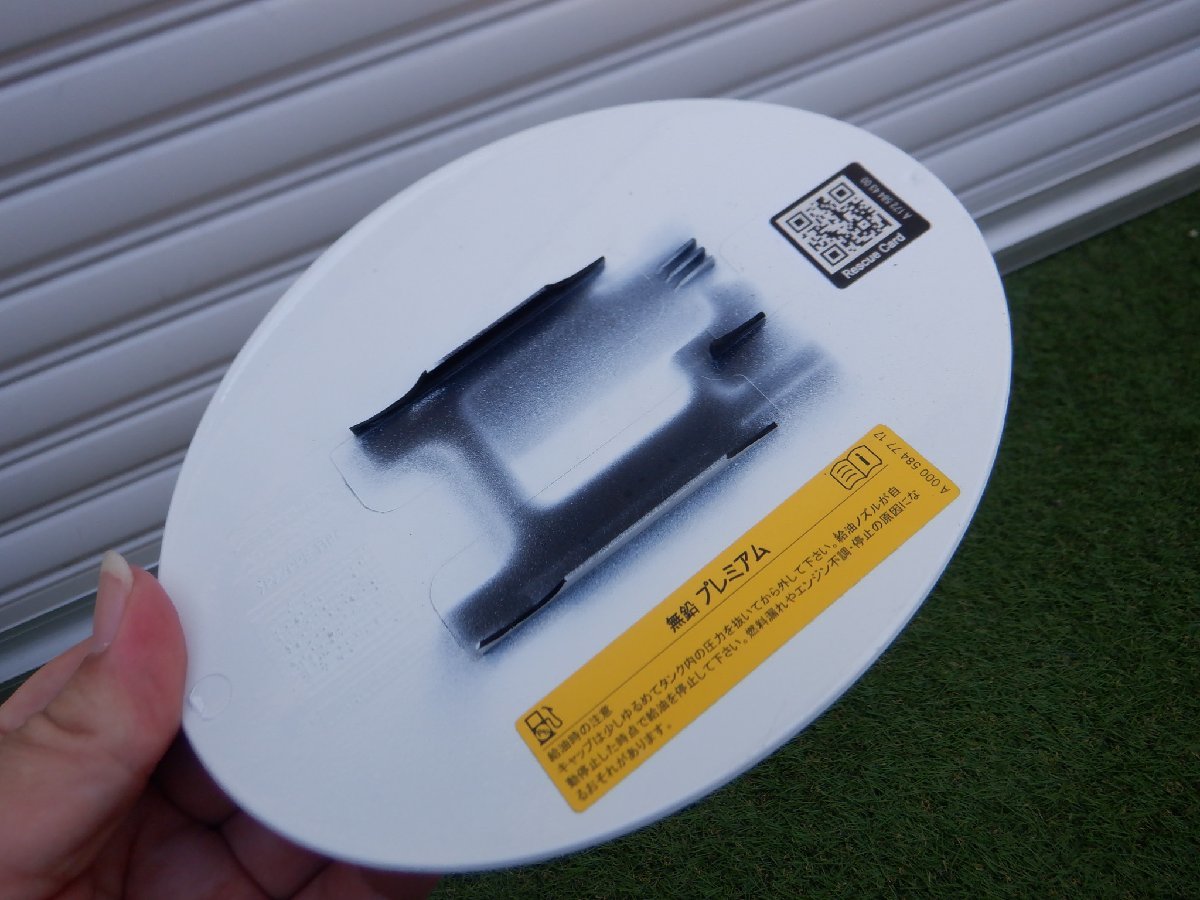 A 172 584 43 00
Rescue Card
A 000 584 77 17
無鉛 プレミアム
給油時の注意
キャップは少しゆるめてタンク内の圧力を抜いてから外して下さい。給油ノズルが自
動停止した時点で給油を停止して下さい。燃料漏れやエンジン不調・停止の原因にな
るおそれがあります。